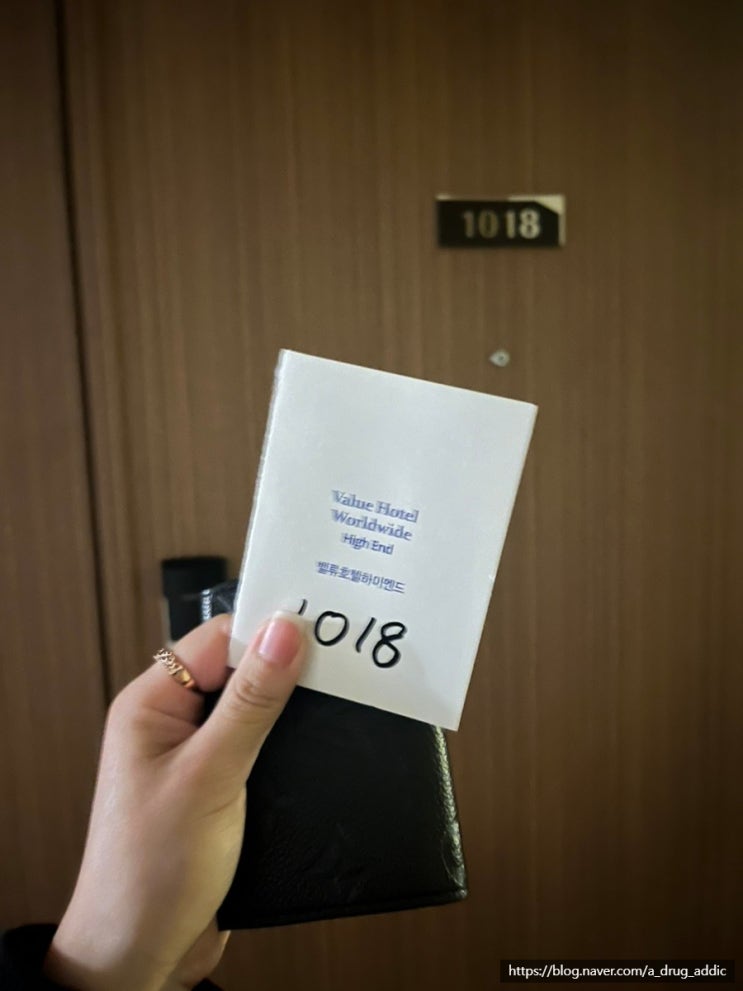 1018
Value Hotel
Worldwide
High End
밸류호텔하이엔드
1018
https://blog.naver.com/a_drug_addic